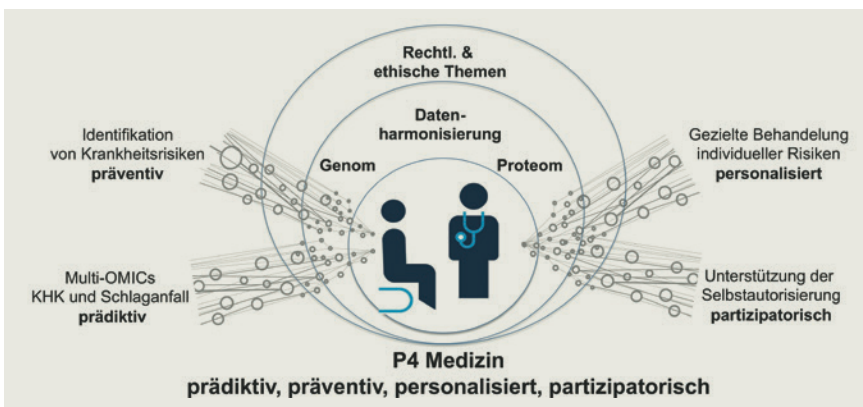 Rechtl. &
ethische Themen
Daten-
harmonisierung
Genom
Proteom
Identifikation
von Krankheitsrisiken
präventiv
Multi-OMICs
KHK und Schlaganfall
prädiktiv
Gezielte Behandelung
individueller Risiken
personalisiert
Unterstützung der
Selbstautorisierung
partizipatorisch
P4 Medizin
prädiktiv, präventiv, personalisiert, partizipatorisch